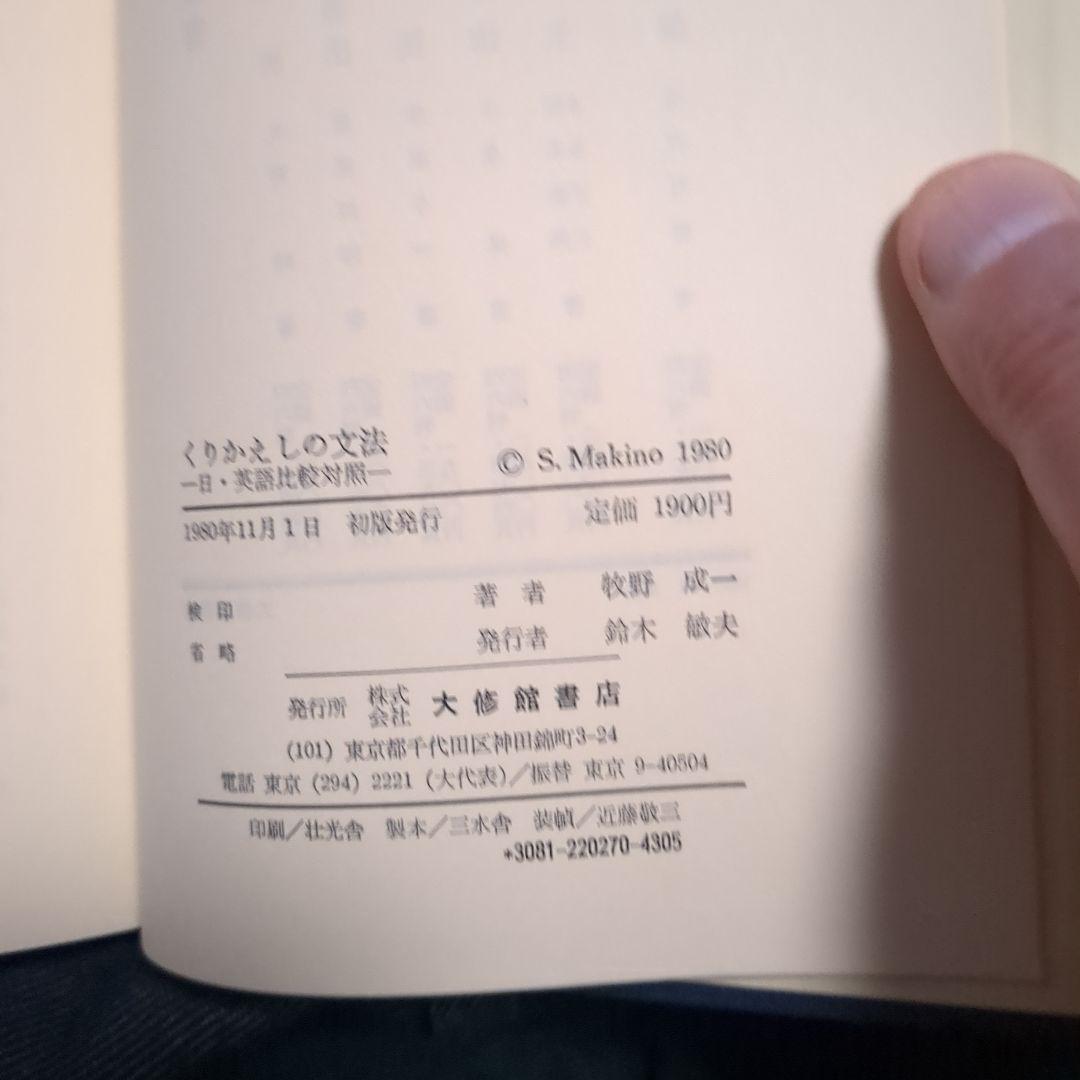 くりかえしの文法
―日・英語比較対照―
© S. Makino 1980
1980年11月1日 初版発行 定価 1900円
検印 著者 牧野 成一
省略 発行者 鈴木 敏夫
発行所 株式会社 大修館書店
(101) 東京都千代田区神田錦町3-24
電話 東京 (294) 2221 (大代表)/振替 東京 9-40504
印刷/壮光舎 製本/三水舎 装幀/近藤敬三
*3081-220270-4305